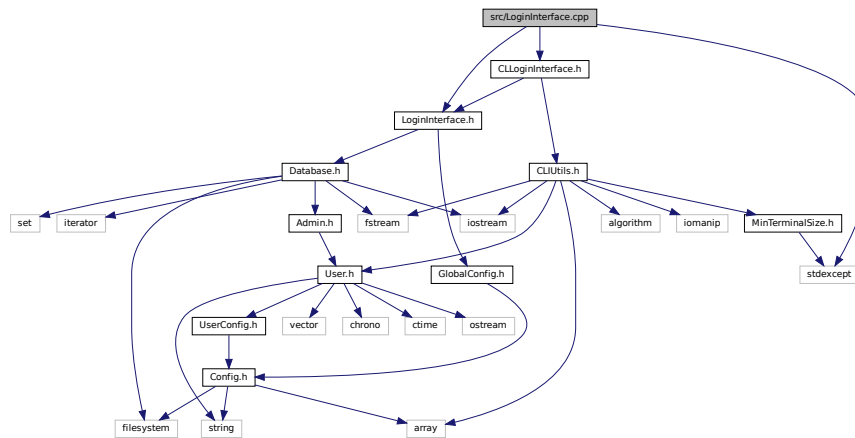 src/LoginInterface.cpp
CLLoginInterface.h
LoginInterface.h
Database.h
CLIUtils.h
set
iterator
Admin.h
fstream
iostream
algorithm
iomanip
MinTerminalSize.h
User.h
GlobalConfig.h
stdexcept
UserConfig.h
vector
chrono
ctime
ostream
Config.h
filesystem
string
array